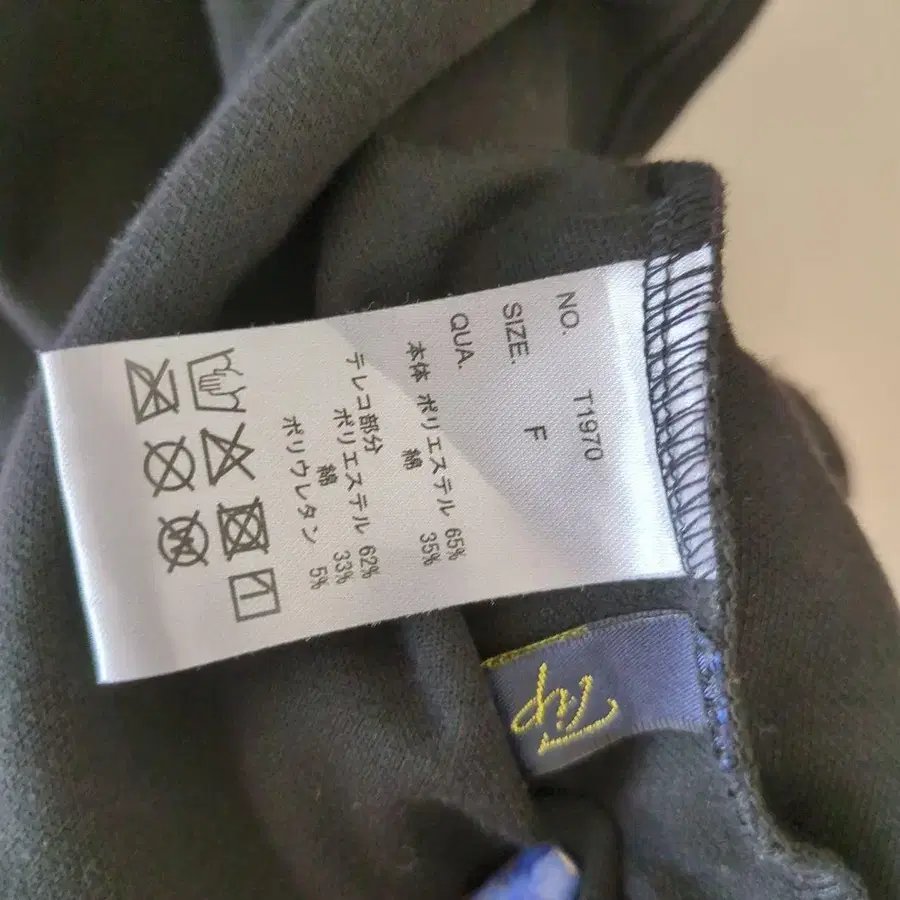 NO. T1970
SIZE. F
QUA.
本体 ポリエステル 65%
綿 35%
テレコ部分
ポリエステル 62%
綿 33%
ポリウレタン 5%
Tip